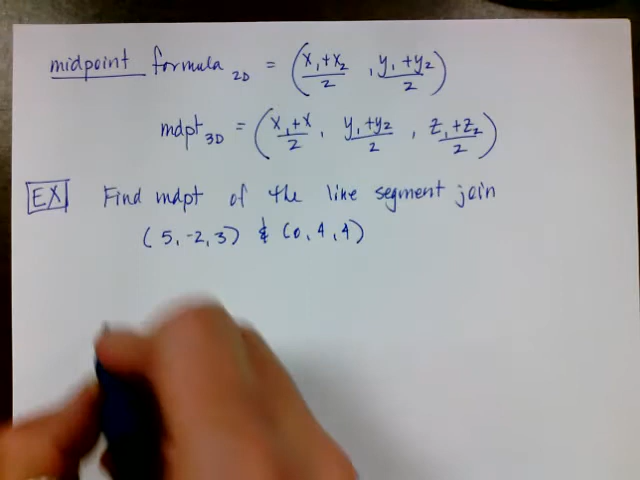 midpoint formula 2D = (x₁+x₂/2, y₁+y₂/2)
mdpt 3D = (x₁+x/2, y₁+y₂/2, z₁+z₂/2)
EX Find mdpt of the line segment join
(5,-2,3) & (0,4,4)